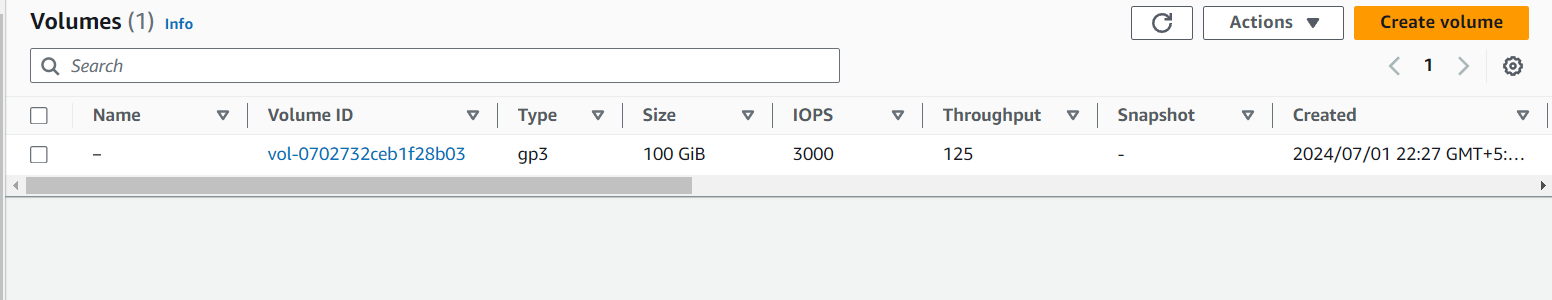 Volumes (1) Info
Actions
Create volume
Search
1
Name Volume ID Type Size IOPS Throughput Snapshot Created
– vol-0702732ceb1f28b03 gp3 100 GiB 3000 125 - 2024/07/01 22:27 GMT+5:...